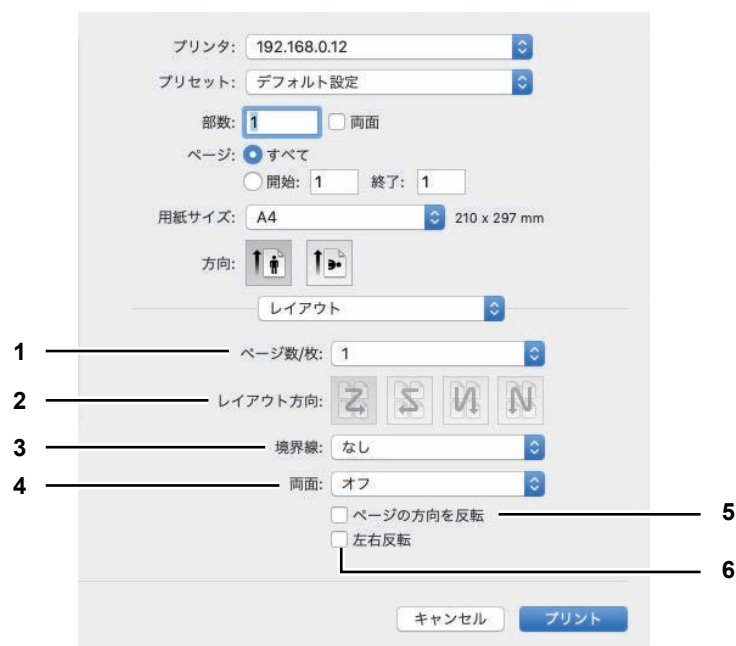 プリンタ: 192.168.0.12
プリセット: デフォルト設定
部数: 1 両面
ページ: すべて
開始: 1 終了: 1
用紙サイズ: A4 210 x 297 mm
方向:
レイアウト
1 ページ数/枚: 1
2 レイアウト方向:
3 境界線: なし
4 両面: オフ
ページの方向を反転 5
左右反転
6
キャンセル プリント